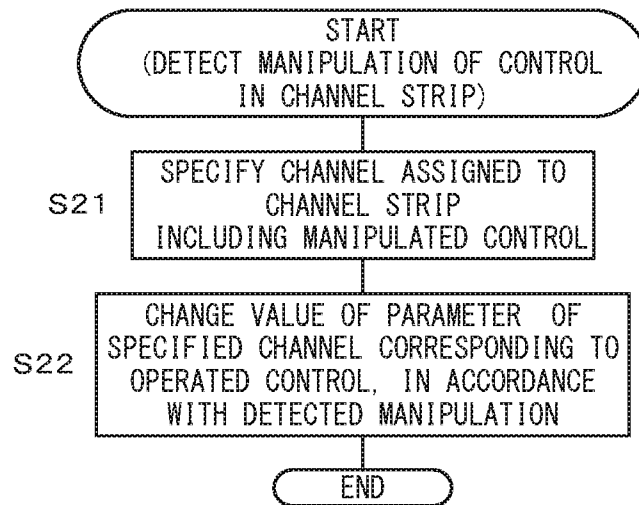 START
(DETECT MANIPULATION OF CONTROL
IN CHANNEL STRIP)
S21
SPECIFY CHANNEL ASSIGNED TO
CHANNEL STRIP
INCLUDING MANIPULATED CONTROL
S22
CHANGE VALUE OF PARAMETER OF
SPECIFIED CHANNEL CORRESPONDING TO
OPERATED CONTROL, IN ACCORDANCE
WITH DETECTED MANIPULATION
END